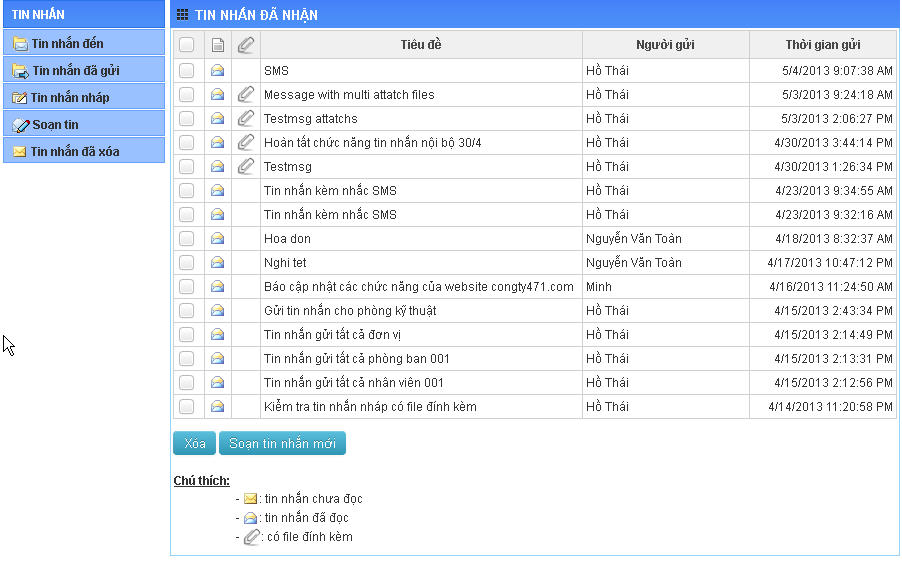 TIN NHẮN
Tin nhắn đến
Tin nhắn đã gửi
Tin nhắn nháp
Soạn tin
Tin nhắn đã xóa
TIN NHẮN ĐÃ NHẬN
Tiêu đề Người gửi Thời gian gửi
SMS Hồ Thái 5/4/2013 9:07:38 AM
Message with multi attatch files Hồ Thái 5/3/2013 9:24:18 AM
Testmsg attatchs Hồ Thái 5/3/2013 2:06:27 PM
Hoàn tất chức năng tin nhắn nội bộ 30/4 Hồ Thái 4/30/2013 3:44:14 PM
Testmsg Hồ Thái 4/30/2013 1:26:34 PM
Tin nhắn kèm nhắc SMS Hồ Thái 4/23/2013 9:34:55 AM
Tin nhắn kèm nhắc SMS Hồ Thái 4/23/2013 9:32:16 AM
Hoa don Nguyễn Văn Toàn 4/18/2013 8:32:37 AM
Nghi tet Nguyễn Văn Toàn 4/17/2013 10:47:12 PM
Báo cập nhật các chức năng của website congty471.com Minh 4/16/2013 11:24:50 AM
Gửi tin nhắn cho phòng kỹ thuật Hồ Thái 4/15/2013 2:43:34 PM
Tin nhắn gửi tất cả đơn vị Hồ Thái 4/15/2013 2:14:49 PM
Tin nhắn gửi tất cả phòng ban 001 Hồ Thái 4/15/2013 2:13:31 PM
Tin nhắn gửi tất cả nhân viên 001 Hồ Thái 4/15/2013 2:12:56 PM
Kiểm tra tin nhắn nháp có file đính kèm Hồ Thái 4/14/2013 11:20:58 PM
Xóa Soạn tin nhắn mới
Chú thích:
- : tin nhắn chưa đọc
- : tin nhắn đã đọc
- : có file đính kèm